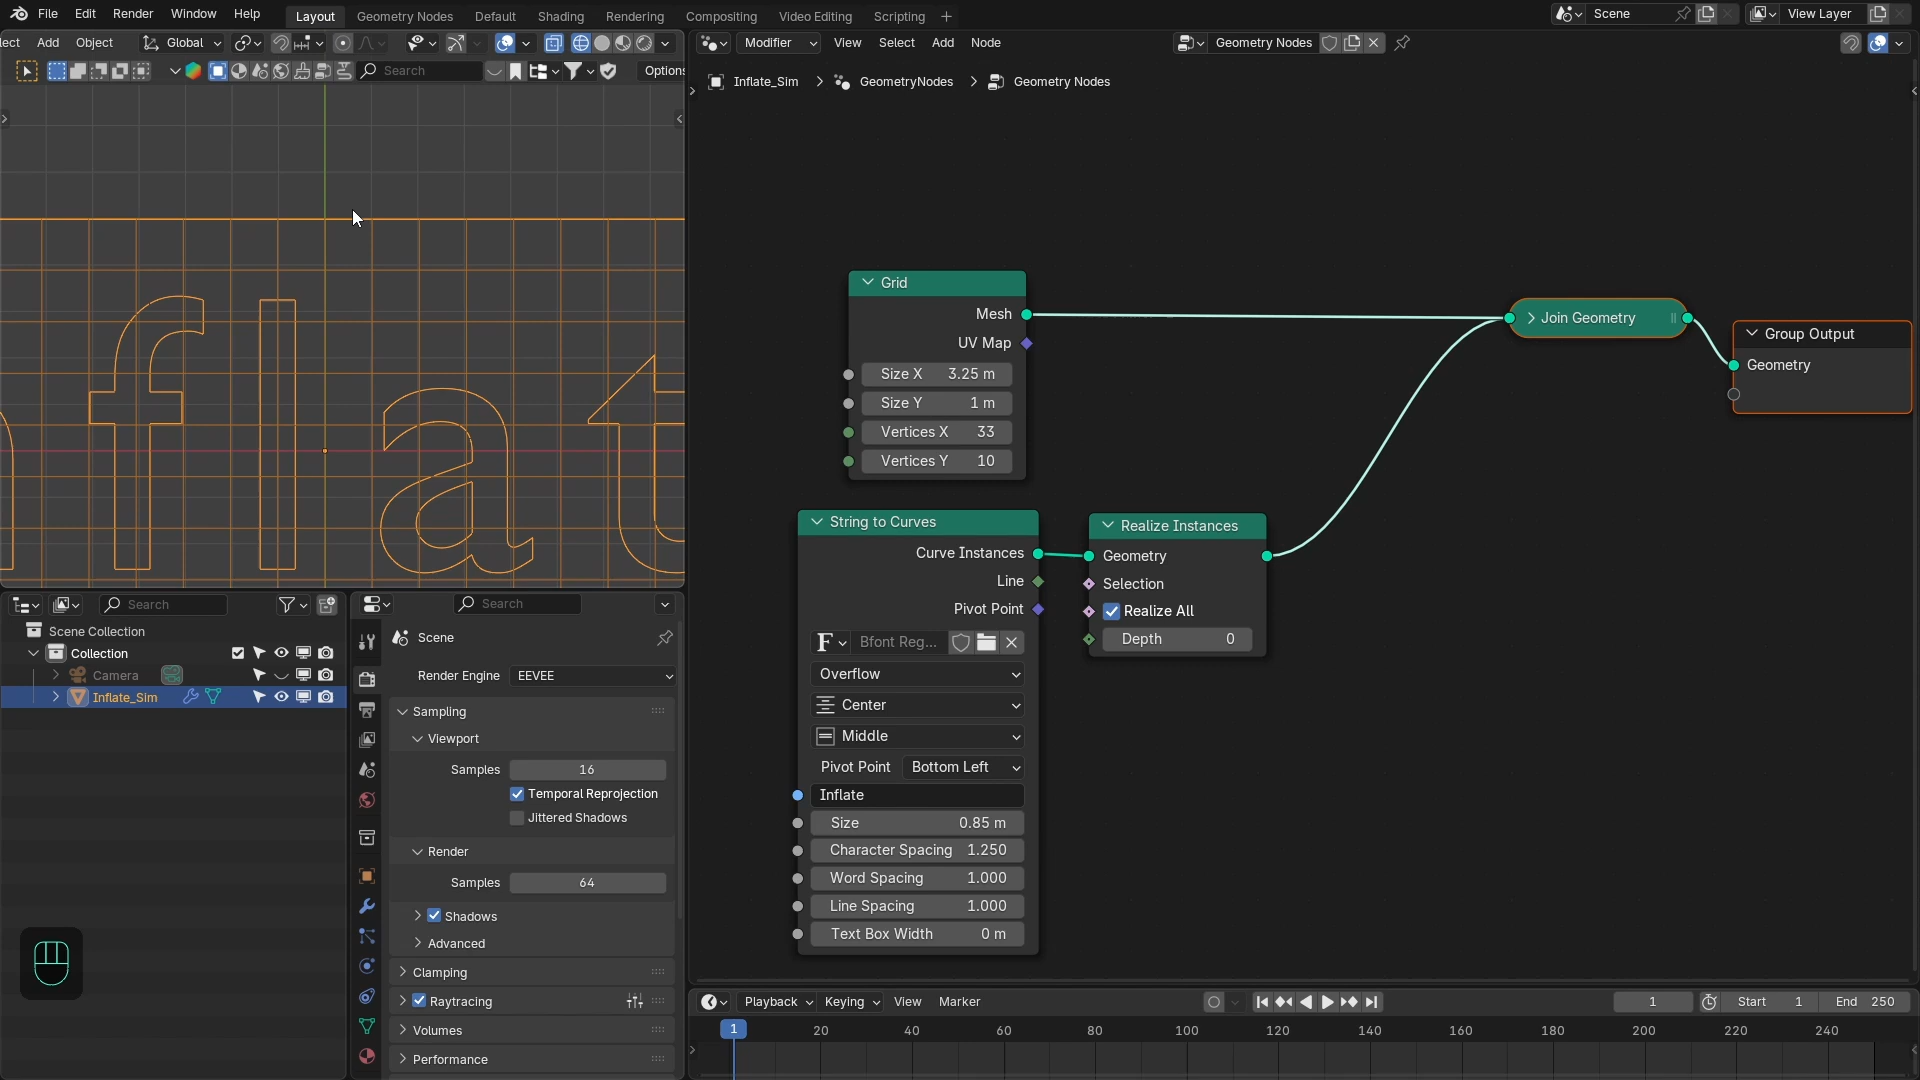 File Edit Render Window Help Layout Geometry Nodes Default Shading Rendering Compositing Video Editing Scripting + Scene View Layer
lect Add Object Global Modifier View Select Add Node Geometry Nodes
Search Options
Inflate_Sim > GeometryNodes > Geometry Nodes
Grid
Mesh
UV Map
Size X 3.25 m
Size Y 1 m
Vertices X 33
Vertices Y 10
Join Geometry
Group Output
Geometry
flat
String to Curves
Curve Instances
Line
Pivot Point
F Bfont Reg...
Overflow
Center
Middle
Pivot Point Bottom Left
Inflate
Size 0.85 m
Character Spacing 1.250
Word Spacing 1.000
Line Spacing 1.000
Text Box Width 0 m
Realize Instances
Geometry
Selection
Realize All
Depth 0
Search
Scene Collection
Collection
Camera
Inflate_Sim
Search
Scene
Render Engine EEVEE
Sampling
Viewport
Samples 16
Temporal Reprojection
Jittered Shadows
Render
Samples 64
Shadows
Advanced
Clamping
Raytracing
Volumes
Performance
Playback Keying View Marker 1 Start 1 End 250
1 20 40 60 80 100 120 140 160 180 200 220 240